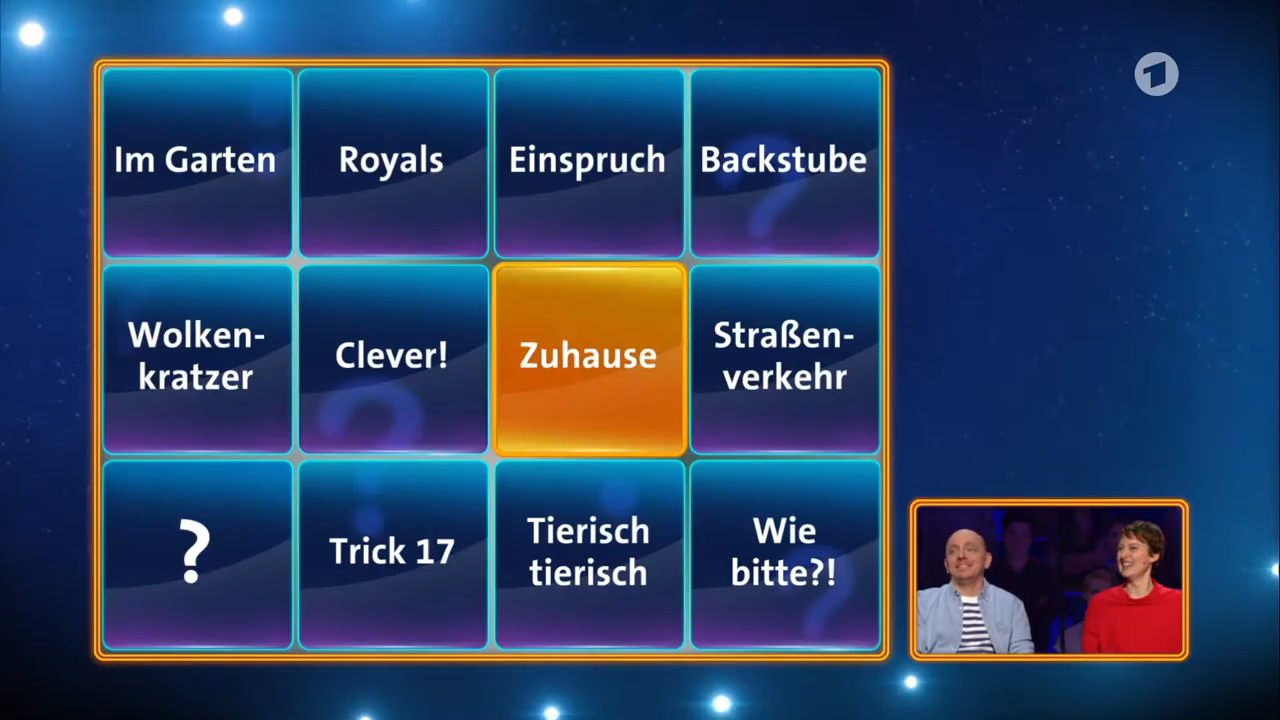 Im Garten
Royals
Einspruch
Backstube
Wolken-
kratzer
Clever!
Zuhause
Straßen-
verkehr
?
Trick 17
Tierisch
tierisch
Wie
bitte?!
1